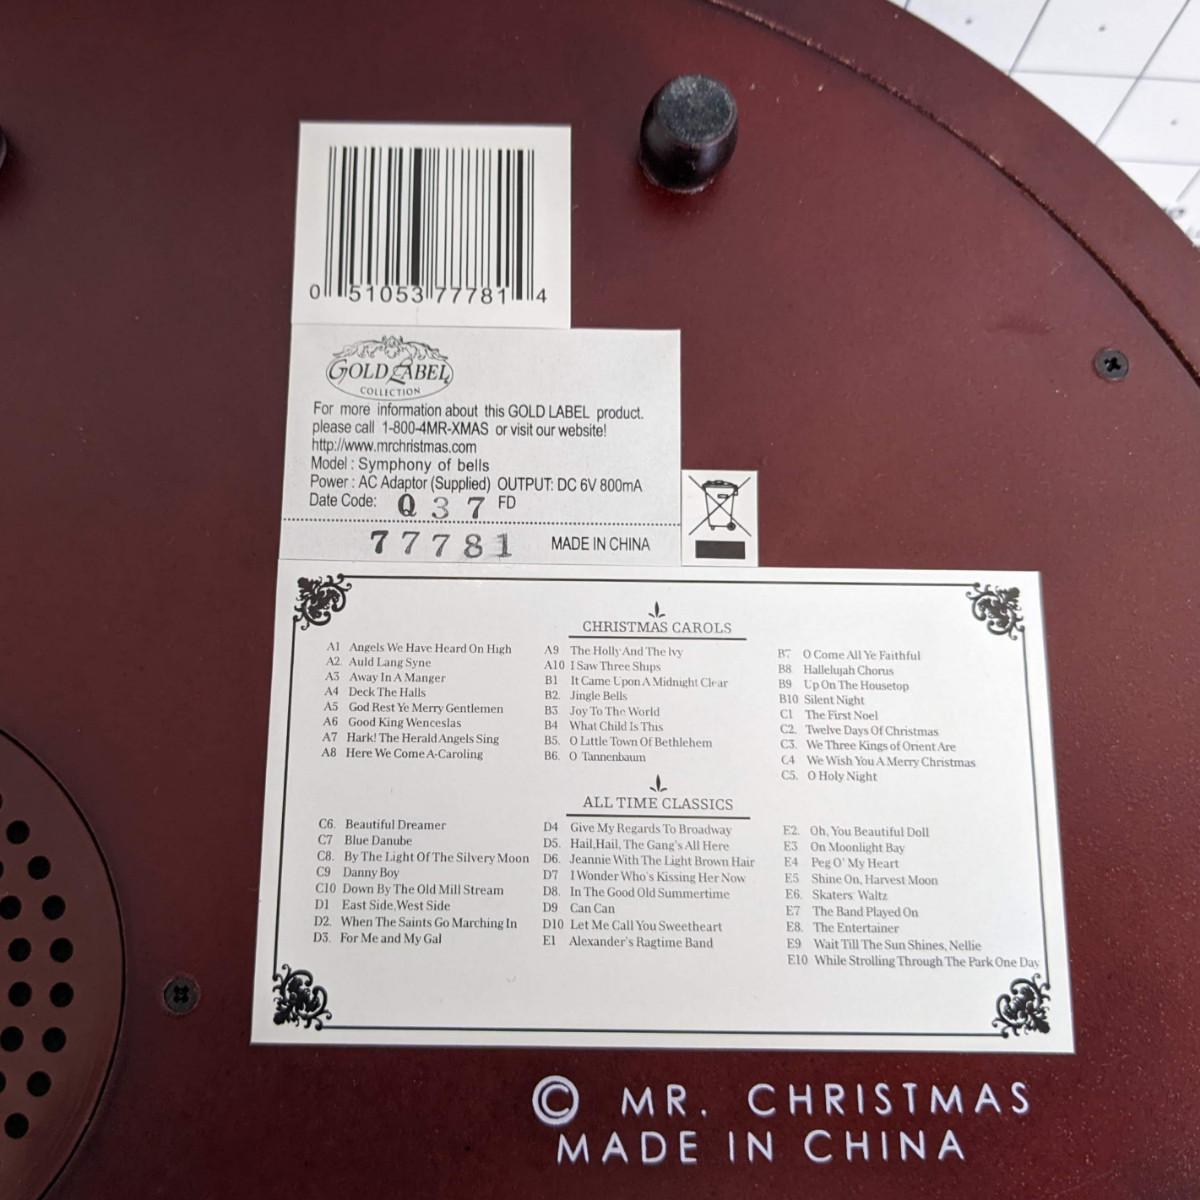 0 51053 77781 4
GOLD LABEL
COLLECTION
For more information about this GOLD LABEL product.
please call 1-800-4MR-XMAS or visit our website!
http://www.mrchristmas.com
Model : Symphony of bells
Power : AC Adaptor (Supplied) OUTPUT: DC 6V 800mA
Date Code: Q 3 7 FD
77781 MADE IN CHINA
CHRISTMAS CAROLS
A1 Angels We Have Heard On High
A2. Auld Lang Syne
A3 Away In A Manger
A4 Deck The Halls
A5 God Rest Ye Merry Gentlemen
A6 Good King Wenceslas
A7 Hark! The Herald Angels Sing
A8 Here We Come A-Caroling
A9 The Holly And The Ivy
A10 I Saw Three Ships
B1 It Came Upon A Midnight Clear
B2. Jingle Bells
B3 Joy To The World
B4 What Child Is This
B5. O Little Town Of Bethlehem
B6. O Tannenbaum
B7 O Come All Ye Faithful
B8 Hallelujah Chorus
B9 Up On The Housetop
B10 Silent Night
C1 The First Noel
C2. Twelve Days Of Christmas
C3. We Three Kings of Orient Are
C4 We Wish You A Merry Christmas
C5. O Holy Night
ALL TIME CLASSICS
C6. Beautiful Dreamer
C7 Blue Danube
C8. By The Light Of The Silvery Moon
C9 Danny Boy
C10 Down By The Old Mill Stream
D1 East Side, West Side
D2. When The Saints Go Marching In
D3. For Me and My Gal
D4 Give My Regards To Broadway
D5. Hail, Hail, The Gang's All Here
D6. Jeannie With The Light Brown Hair
D7 I Wonder Who's Kissing Her Now
D8. In The Good Old Summertime
D9 Can Can
D10 Let Me Call You Sweetheart
E1 Alexander's Ragtime Band
E2. Oh, You Beautiful Doll
E3 On Moonlight Bay
E4 Peg O' My Heart
E5 Shine On, Harvest Moon
E6. Skaters' Waltz
E7 The Band Played On
E8. The Entertainer
E9 Wait Till The Sun Shines, Nellie
E10 While Strolling Through The Park One Day
© MR. CHRISTMAS
MADE IN CHINA